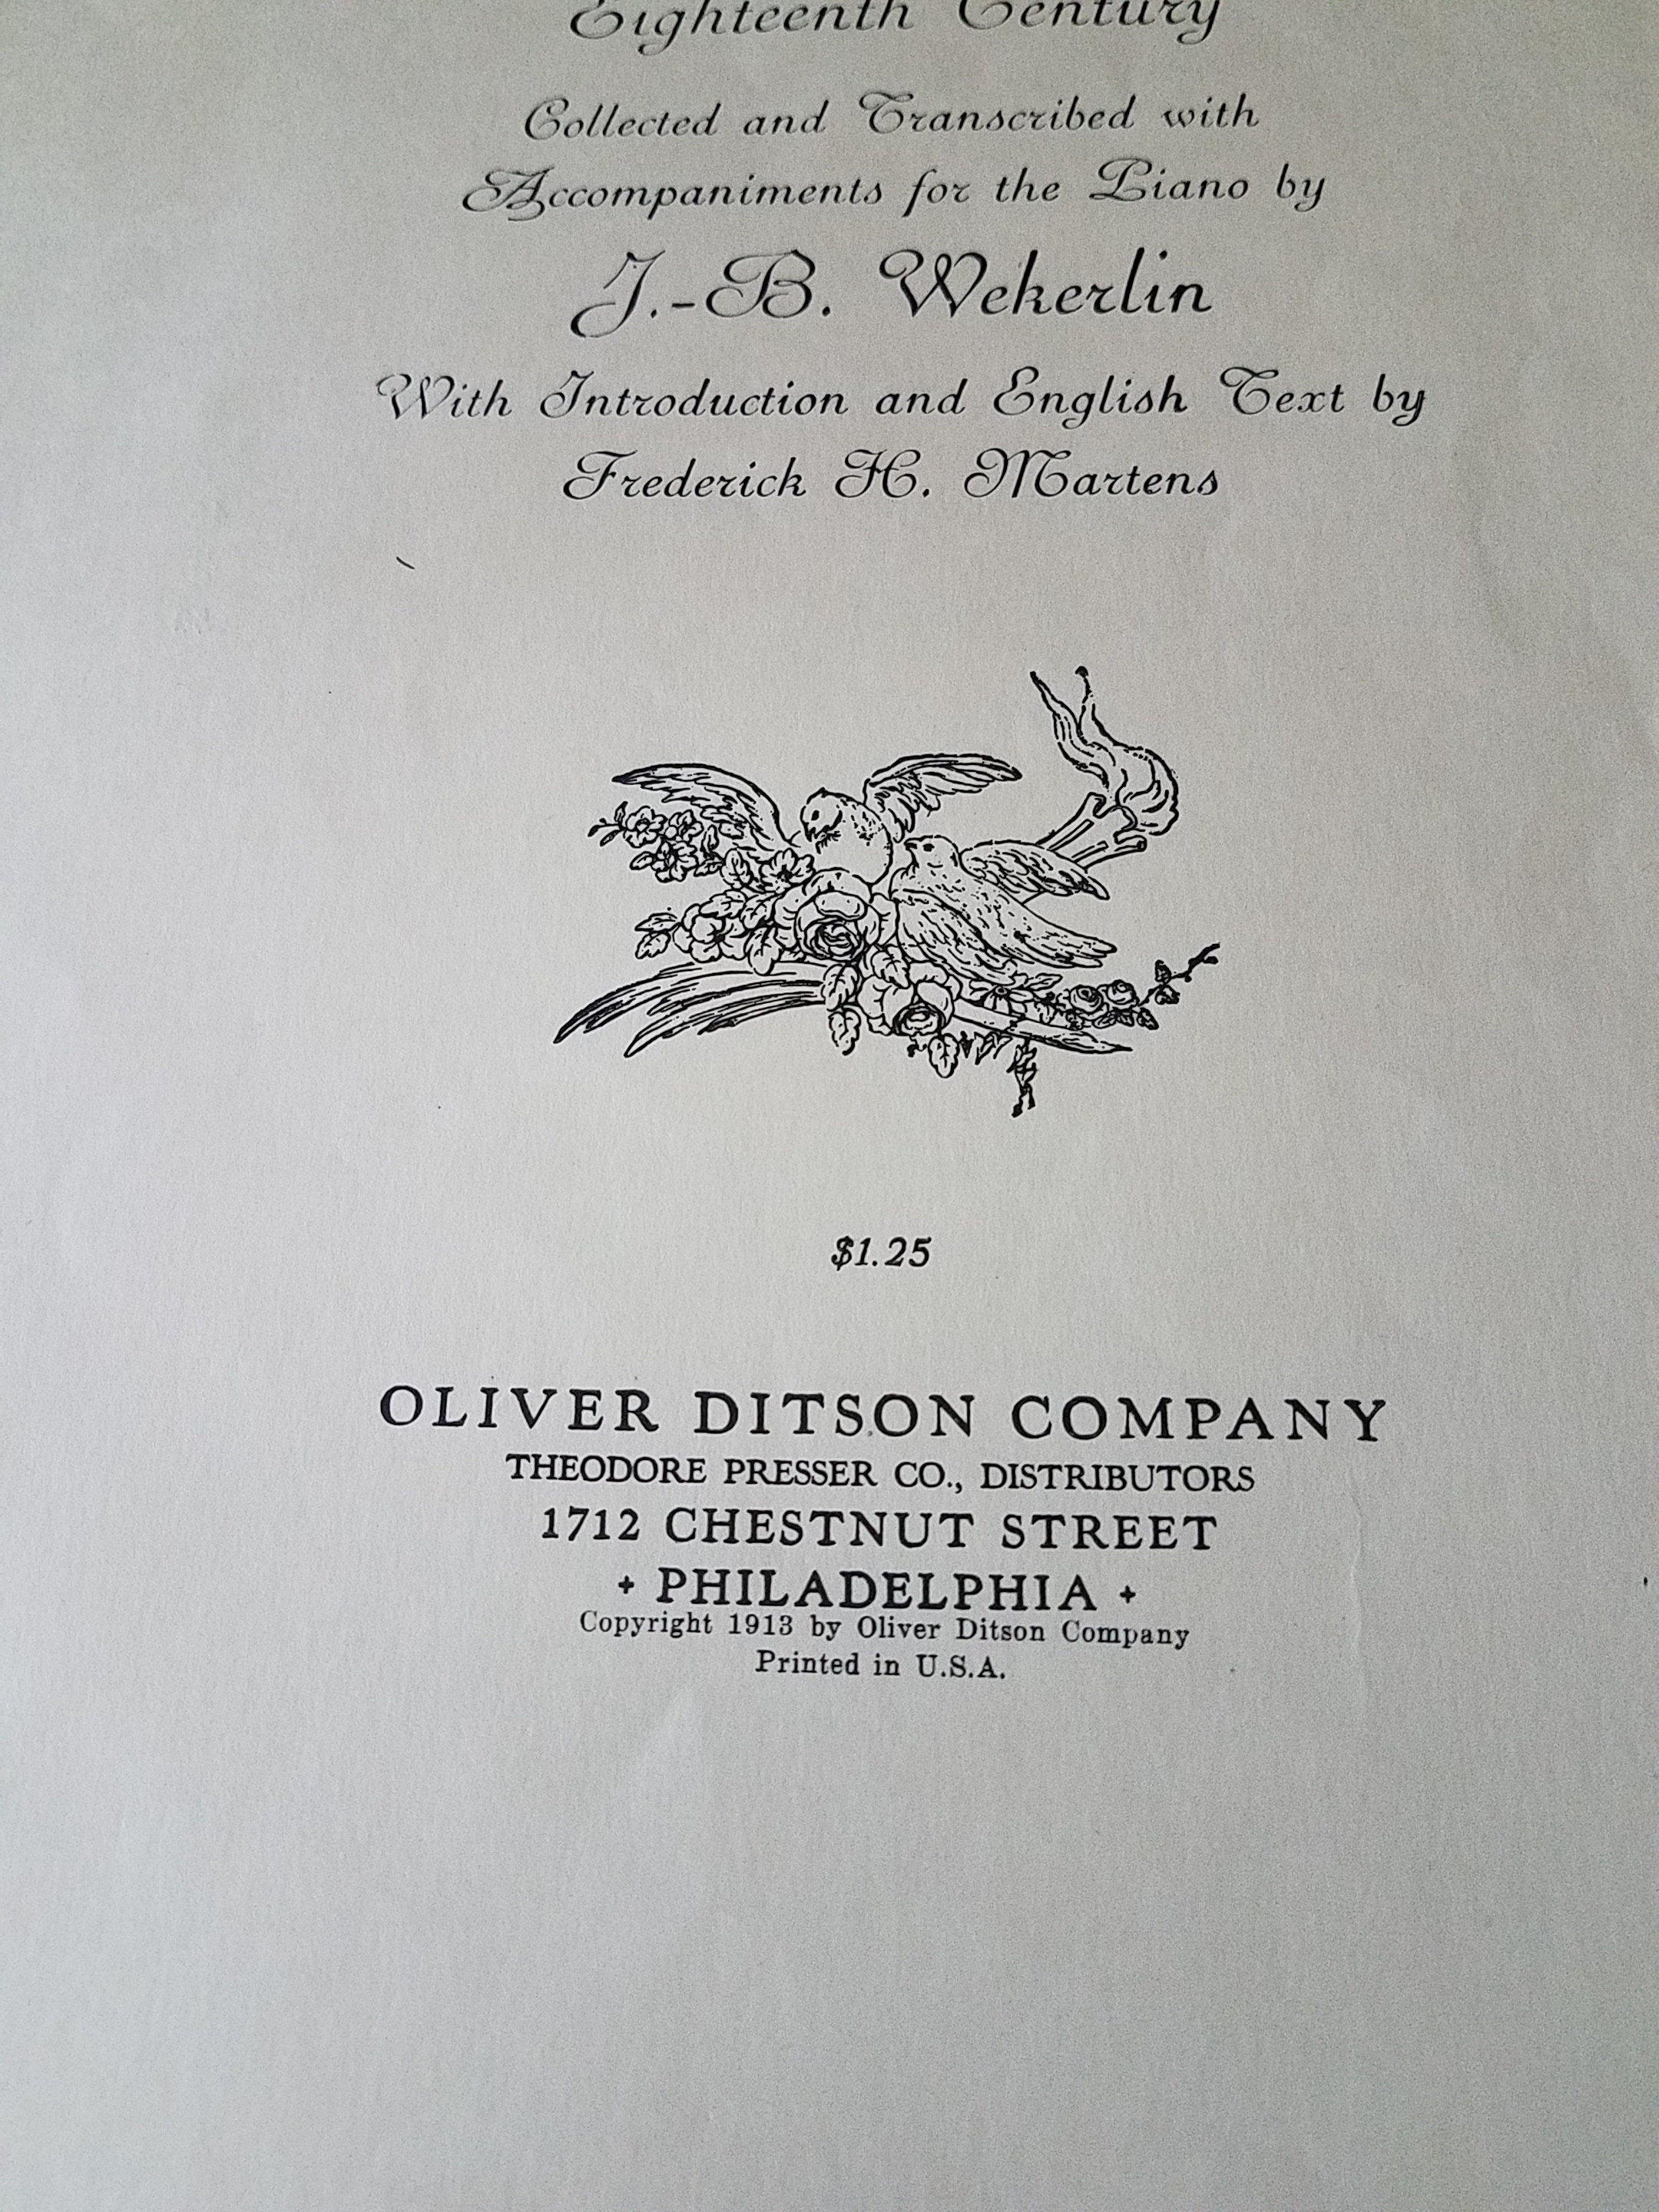 Eighteenth Century
Collected and Transcribed with
Accompaniments for the Piano by
J.-B. Wekerlin
With Introduction and English Text by
Frederick H. Martens
$1.25
OLIVER DITSON COMPANY
THEODORE PRESSER CO., DISTRIBUTORS
1712 CHESTNUT STREET
+ PHILADELPHIA +
Copyright 1913 by Oliver Ditson Company
Printed in U.S.A.